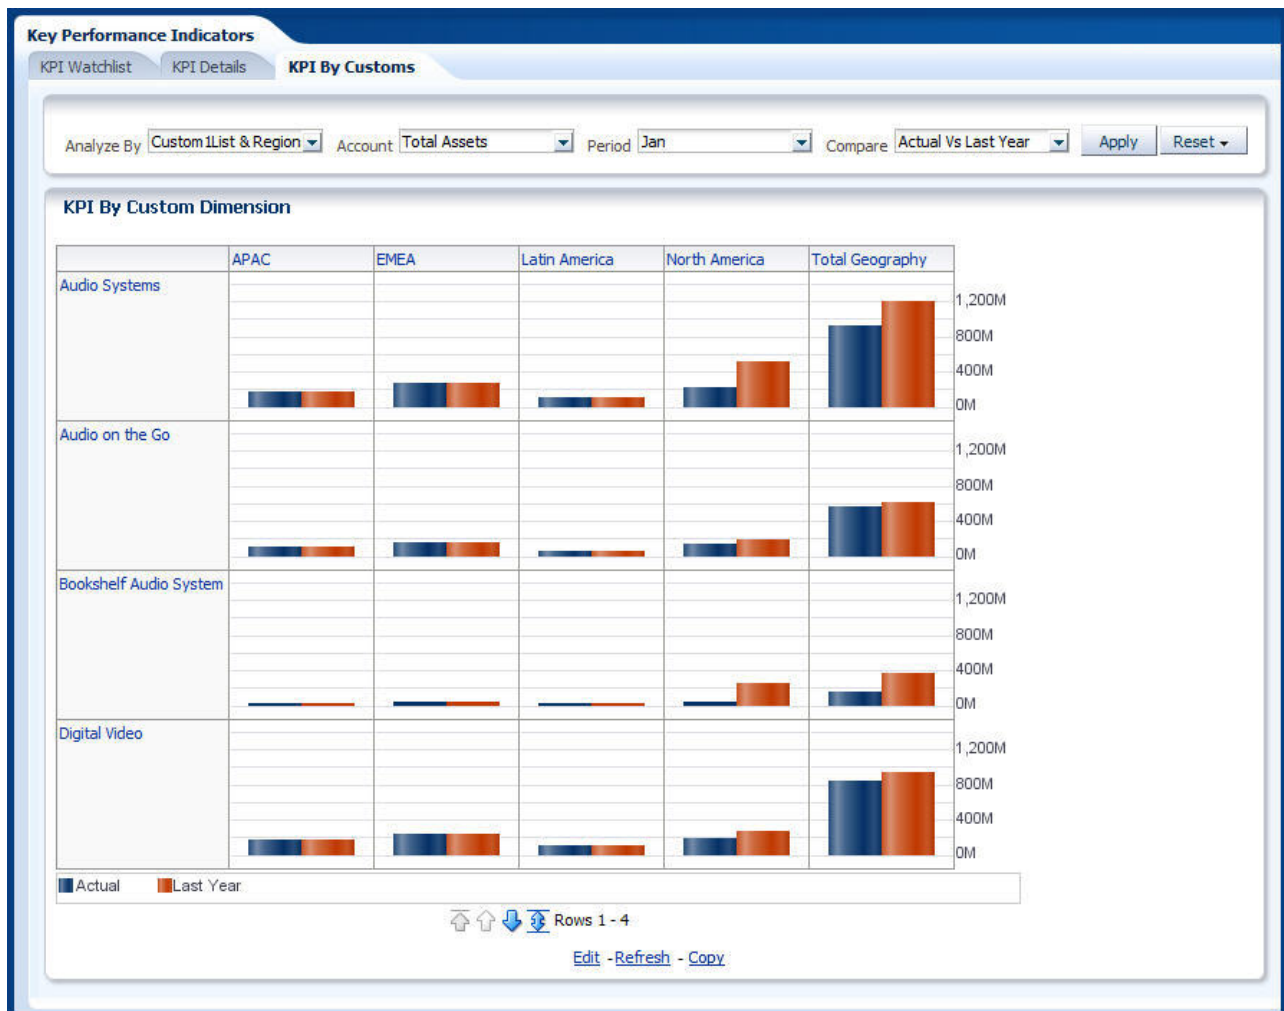 Key Performance Indicators
KPI Watchlist KPI Details KPI By Customs
Analyze By Custom1List & Region Account Total Assets Period Jan Compare Actual Vs Last Year Apply Reset
KPI By Custom Dimension
APAC EMEA Latin America North America Total Geography
Audio Systems
1,200M
800M
400M
0M
Audio on the Go
1,200M
800M
400M
0M
Bookshelf Audio System
1,200M
800M
400M
0M
Digital Video
1,200M
800M
400M
0M
Actual Last Year
Rows 1 - 4
Edit - Refresh - Copy